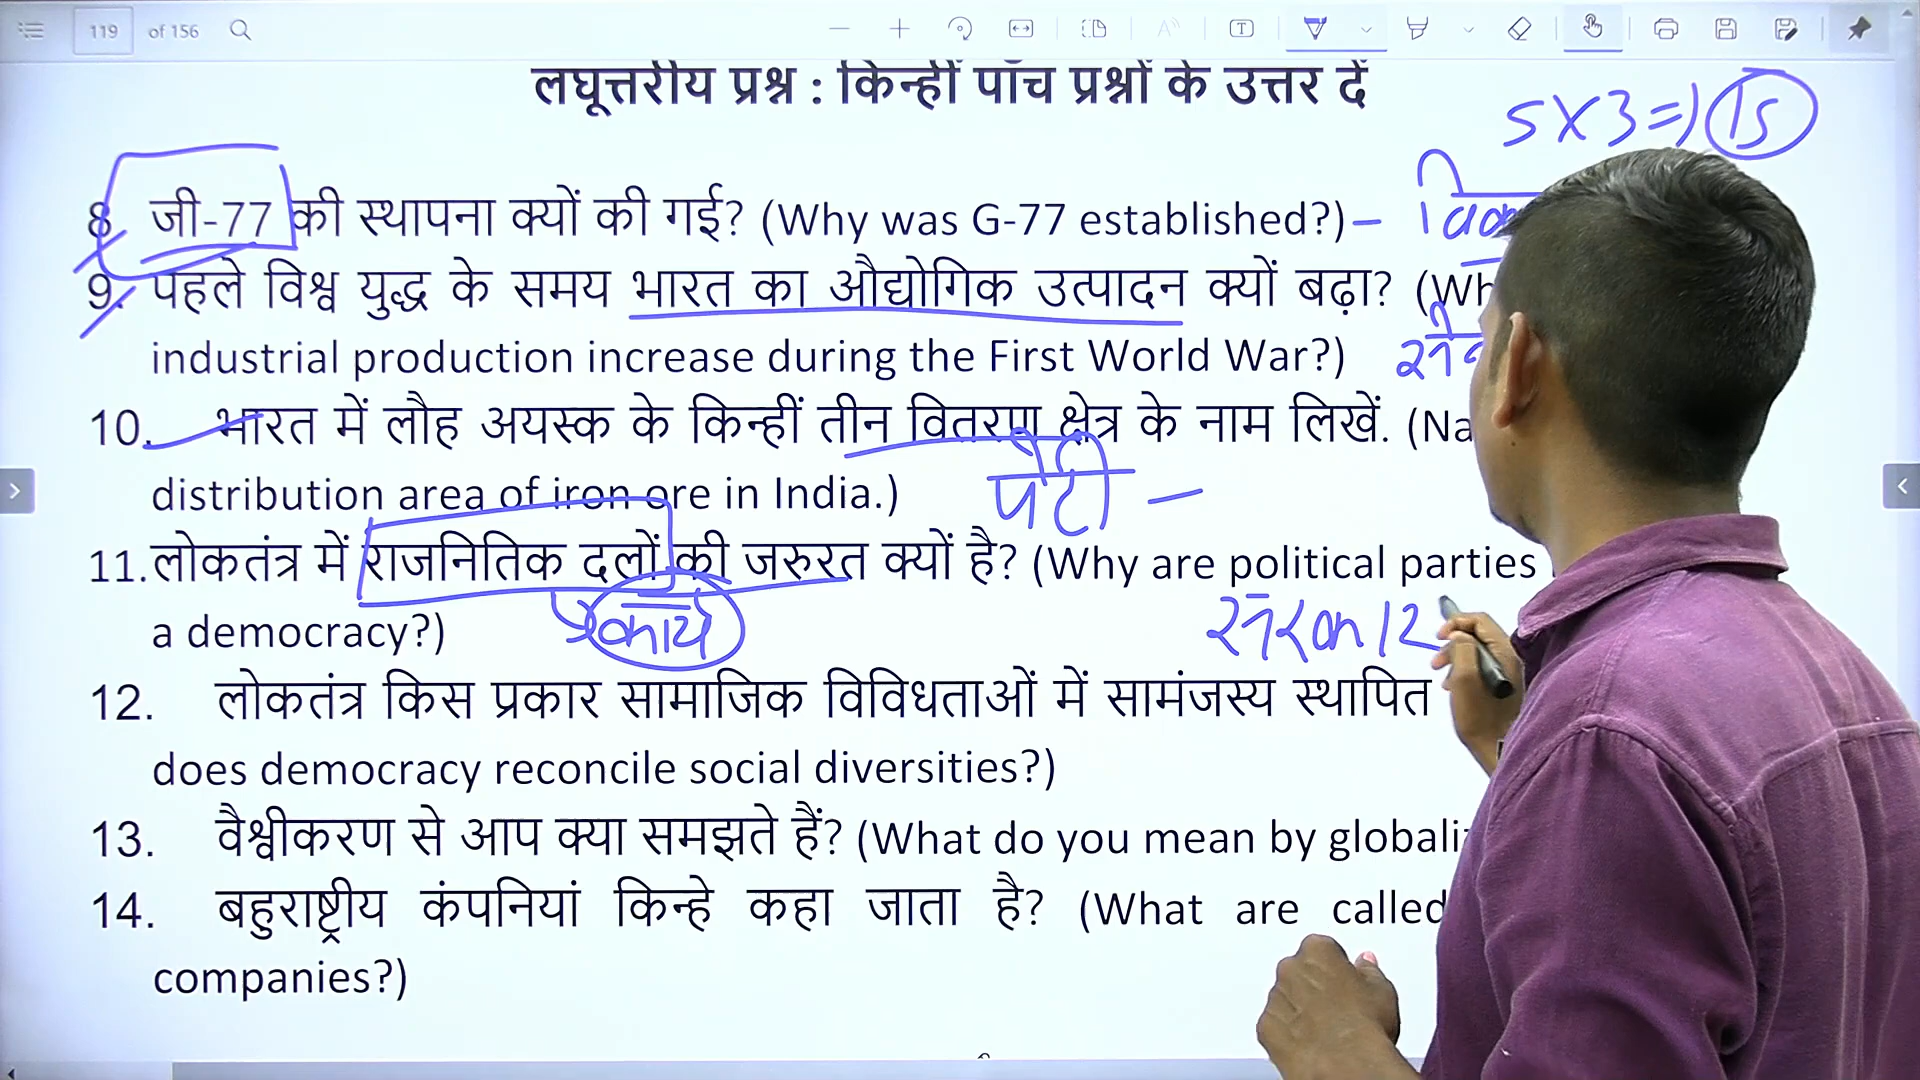 119 of 156
लघूत्तरीय प्रश्न : किन्हीं पाँच प्रश्नों के उत्तर दें
5 X 3 => 15
8. जी-77 की स्थापना क्यों की गई? (Why was G-77 established?) –
9. पहले विश्व युद्ध के समय भारत का औद्योगिक उत्पादन क्यों बढ़ा? (Wh
industrial production increase during the First World War?)
10. भारत में लौह अयस्क के किन्हीं तीन वितरण क्षेत्र के नाम लिखें. (Na
distribution area of iron ore in India.) पेटी –
11. लोकतंत्र में राजनितिक दलों की जरुरत क्यों है? (Why are political parties
a democracy?) कार्य
12. लोकतंत्र किस प्रकार सामाजिक विविधताओं में सामंजस्य स्थापित
does democracy reconcile social diversities?)
13. वैश्वीकरण से आप क्या समझते हैं? (What do you mean by globali
14. बहुराष्ट्रीय कंपनियां किन्हे कहा जाता है? (What are called
companies?)